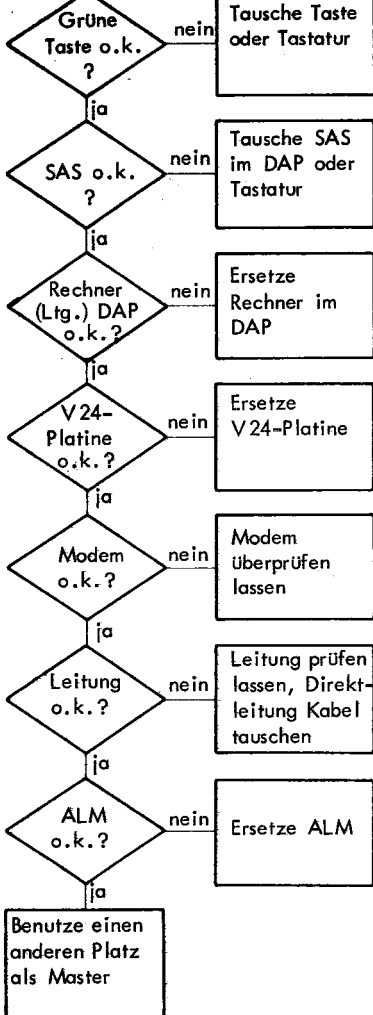 Grüne
Taste o.k.
?
nein
Tausche Taste
oder Tastatur
ja
SAS o.k.
?
nein
Tausche SAS
im DAP oder
Tastatur
ja
Rechner
(Ltg.) DAP
o.k.?
nein
Ersetze
Rechner im
DAP
ja
V24-
Platine
o.k.?
nein
Ersetze
V24-Platine
ja
Modem
o.k.?
nein
Modem
überprüfen
lassen
ja
Leitung
o.k.?
nein
Leitung prüfen
lassen, Direkt-
leitung Kabel
tauschen
ja
ALM
o.k.?
nein
Ersetze ALM
ja
Benutze einen
anderen Platz
als Master